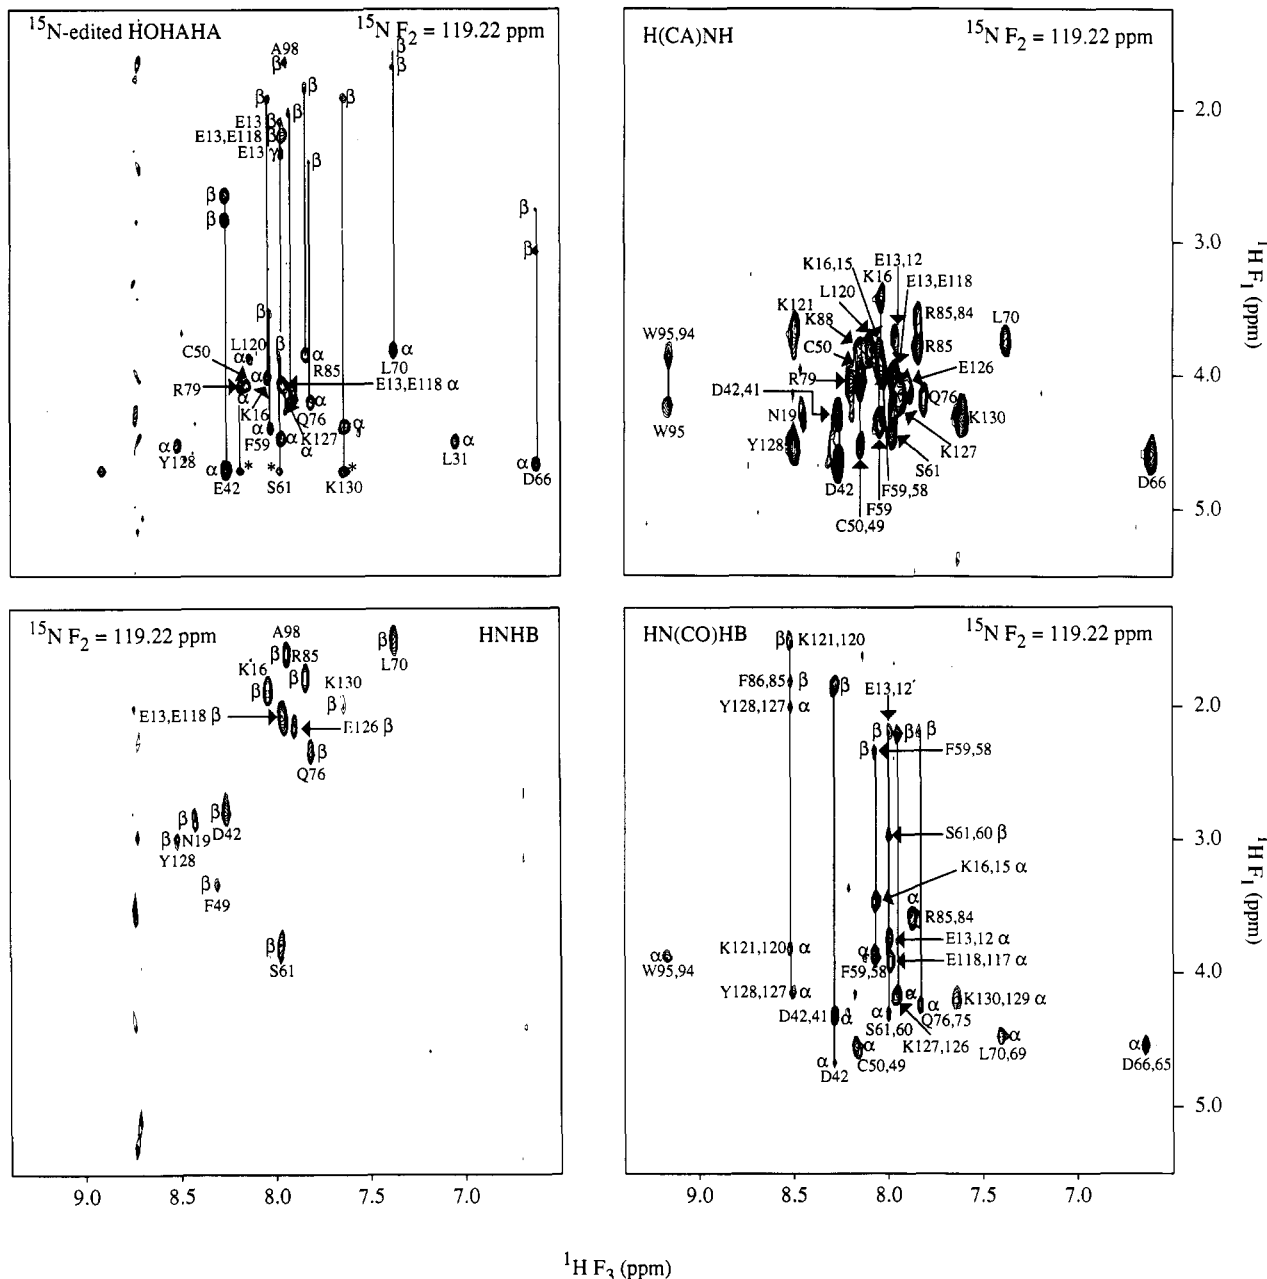 ¹⁵N-edited HOHAHA
¹⁵N F₂ = 119.22 ppm
β
A98
β
β
β
β
β
β
β
E13 β
E13,E118 β
E13 γ
β
β
β
β
β
β
L120
C50
α
α
R79
α
α
K16
R85
L70 α
E13,E118 α
Q76 α
K127
α
α
F59
α
α
Y128
α
E42
*
*
S61
*
K130
L31 α
α
D66
H(CA)NH
¹⁵N F₂ = 119.22 ppm
2.0
3.0
4.0
5.0
¹H F₁ (ppm)
E13,12
K16,15
K16
E13,E118
L120
K121
K88
R85,84
L70
W95,94
C50
R85
E126
R79
D42,41
Q76
W95
N19
K130
K127
Y128
S61
D42
F59,58
D66
F59
C50,49
¹⁵N F₂ = 119.22 ppm
HNHB
A98
β
β
L70
R85
K16
β
K130
β
β
E13,E118 β
E126 β
β
Q76
β
β
N19
D42
β
Y128
β
F49
β
S61
9.0
8.5
8.0
7.5
7.0
HN(CO)HB
¹⁵N F₂ = 119.22 ppm
β K121,120
F86,85 β
β
E13,12
Y128,127 α
β
β
β
β
F59,58
S61,60 β
K16,15 α
α
R85,84
K121,120 α
α
E13,12 α
α
W95,94
F59,58
E118,117 α
Y128,127 α
α
K130,129 α
D42,41 α
α
S61,60
α
Q76,75
K127,126
α
L70,69
α
D42
α
C50,49
α
D66,65
2.0
3.0
4.0
5.0
¹H F₁ (ppm)
9.0
8.5
8.0
7.5
7.0
¹H F₃ (ppm)